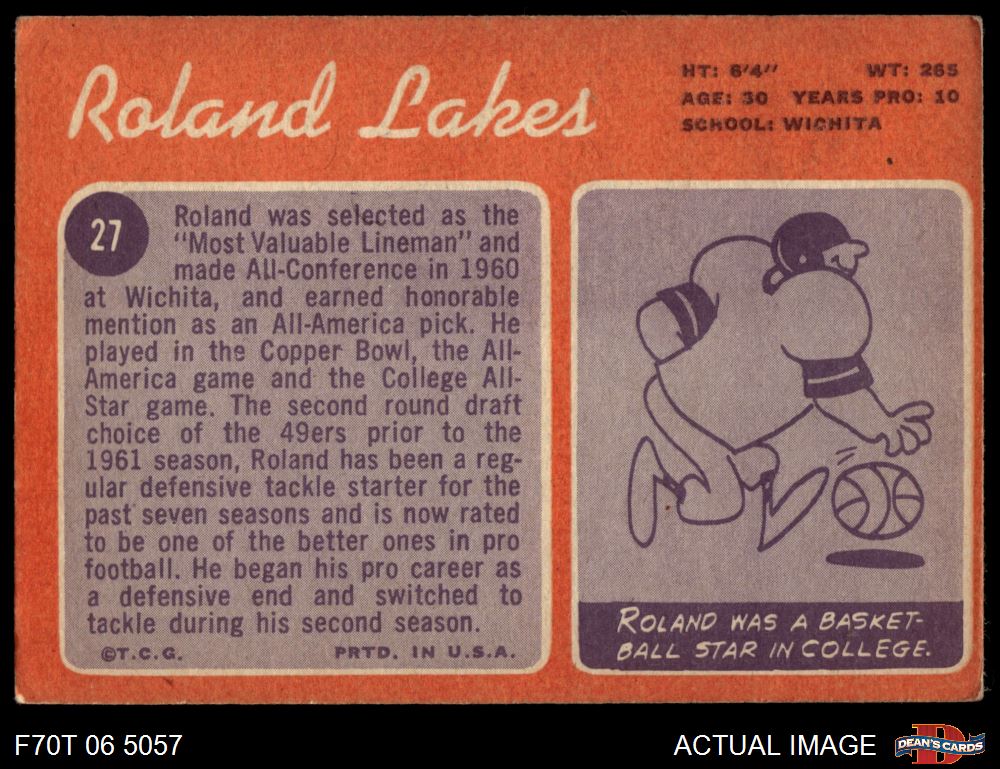 Roland Lakes
HT: 6'4" WT: 265
AGE: 30 YEARS PRO: 10
SCHOOL: WICHITA
27
Roland was selected as the
"Most Valuable Lineman" and
made All-Conference in 1960
at Wichita, and earned honorable
mention as an All-America pick. He
played in the Copper Bowl, the All-
America game and the College All-
Star game. The second round draft
choice of the 49ers prior to the
1961 season, Roland has been a reg-
ular defensive tackle starter for the
past seven seasons and is now rated
to be one of the better ones in pro
football. He began his pro career as
a defensive end and switched to
tackle during his second season.
©T.C.G. PRTD. IN U.S.A.
ROLAND WAS A BASKET-
BALL STAR IN COLLEGE.
F70T 06 5057
ACTUAL IMAGE
DEAN'S CARDS